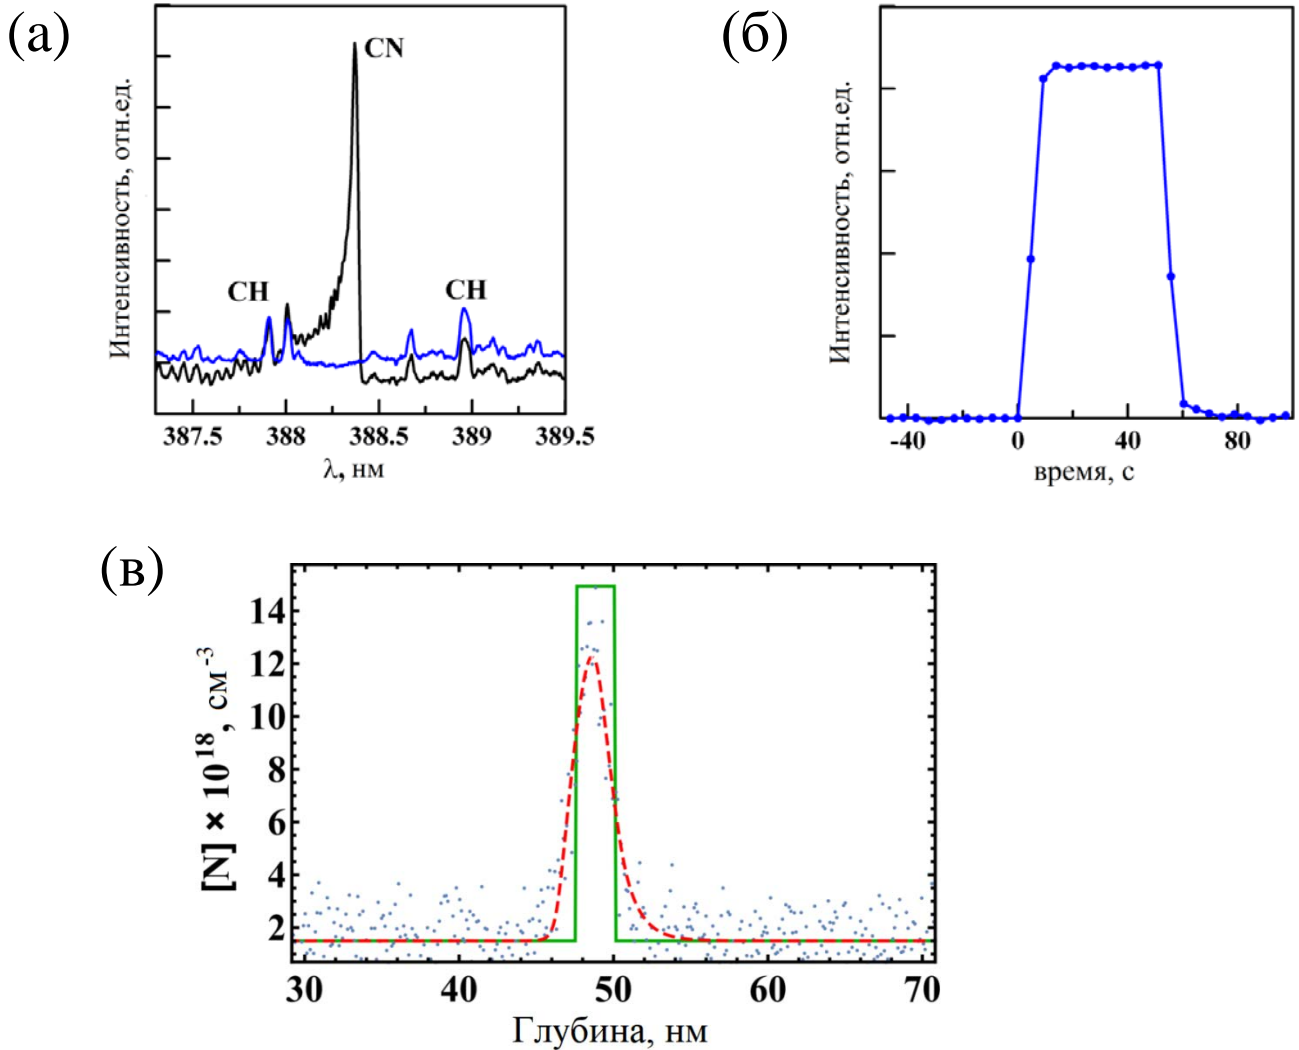 (а)
CN
CH
CH
Интенсивность, отн.ед.
387.5 388 388.5 389 389.5
λ, нм
(б)
Интенсивность, отн.ед.
-40 0 40 80
время, с
(в)
14
12
10
8
6
4
2
[N] × 10¹⁸, см⁻³
30 40 50 60 70
Глубина, нм